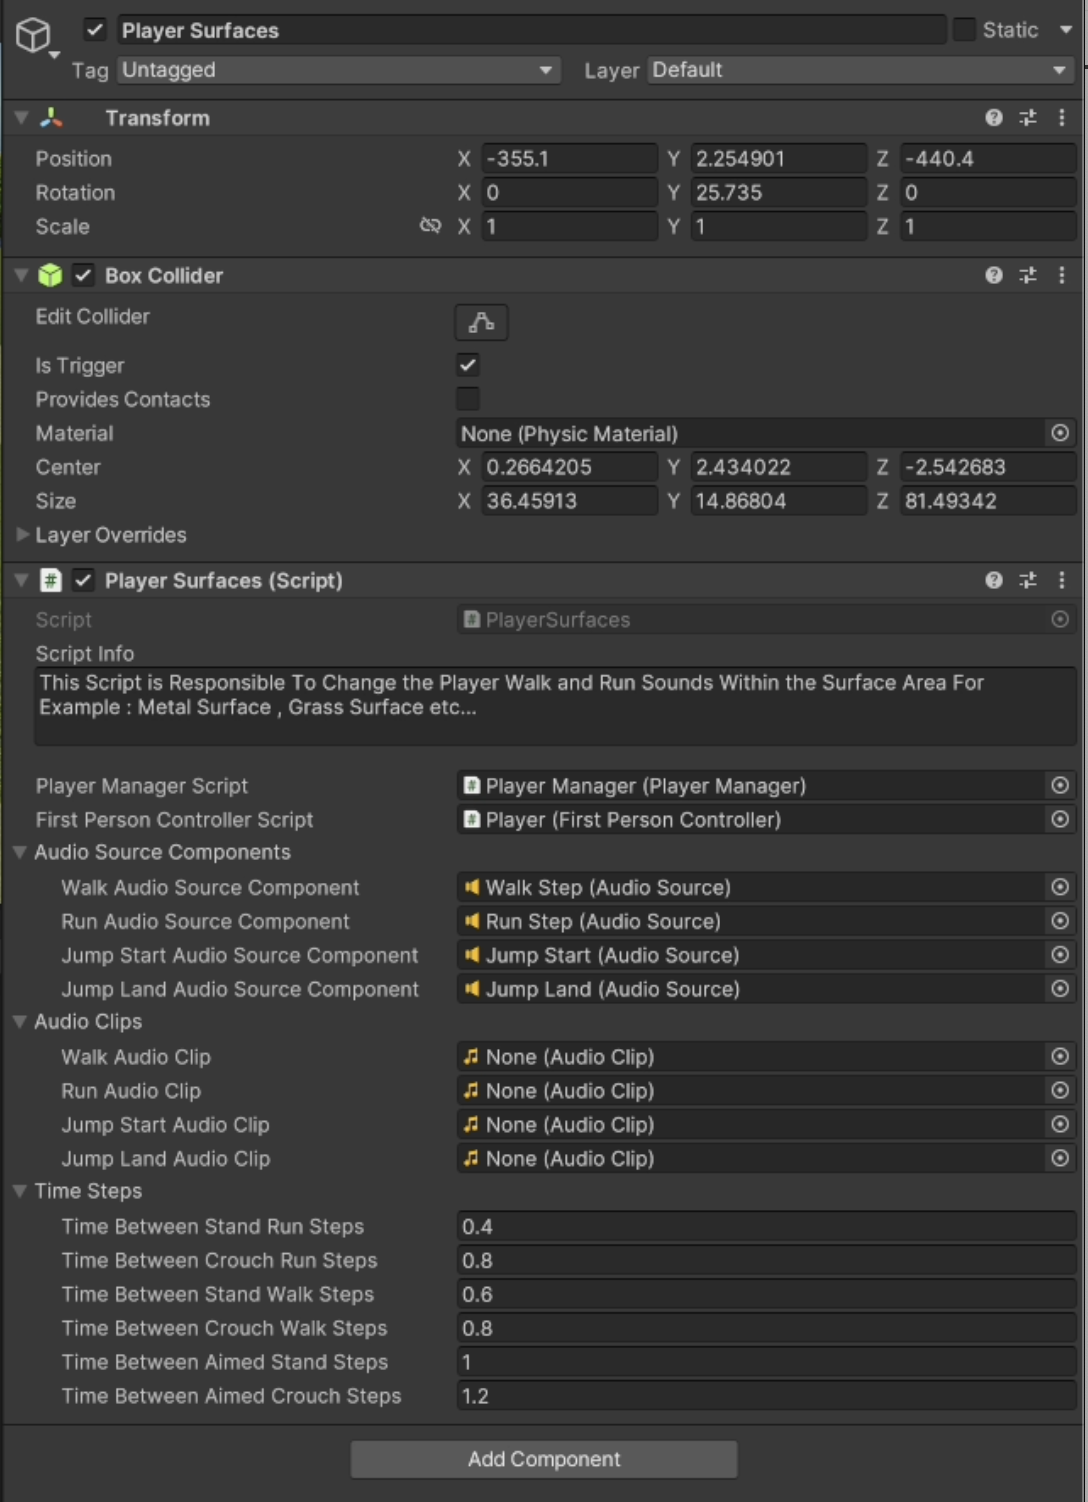 Player Surfaces Static
Tag Untagged Layer Default
Transform
Position X -355.1 Y 2.254901 Z -440.4
Rotation X 0 Y 25.735 Z 0
Scale X 1 Y 1 Z 1
Box Collider
Edit Collider
Is Trigger
Provides Contacts
Material None (Physic Material)
Center X 0.2664205 Y 2.434022 Z -2.542683
Size X 36.45913 Y 14.86804 Z 81.49342
Layer Overrides
# Player Surfaces (Script)
Script # PlayerSurfaces
Script Info
This Script is Responsible To Change the Player Walk and Run Sounds Within the Surface Area For
Example : Metal Surface , Grass Surface etc...
Player Manager Script # Player Manager (Player Manager)
First Person Controller Script # Player (First Person Controller)
Audio Source Components
Walk Audio Source Component Walk Step (Audio Source)
Run Audio Source Component Run Step (Audio Source)
Jump Start Audio Source Component Jump Start (Audio Source)
Jump Land Audio Source Component Jump Land (Audio Source)
Audio Clips
Walk Audio Clip None (Audio Clip)
Run Audio Clip None (Audio Clip)
Jump Start Audio Clip None (Audio Clip)
Jump Land Audio Clip None (Audio Clip)
Time Steps
Time Between Stand Run Steps 0.4
Time Between Crouch Run Steps 0.8
Time Between Stand Walk Steps 0.6
Time Between Crouch Walk Steps 0.8
Time Between Aimed Stand Steps 1
Time Between Aimed Crouch Steps 1.2
Add Component